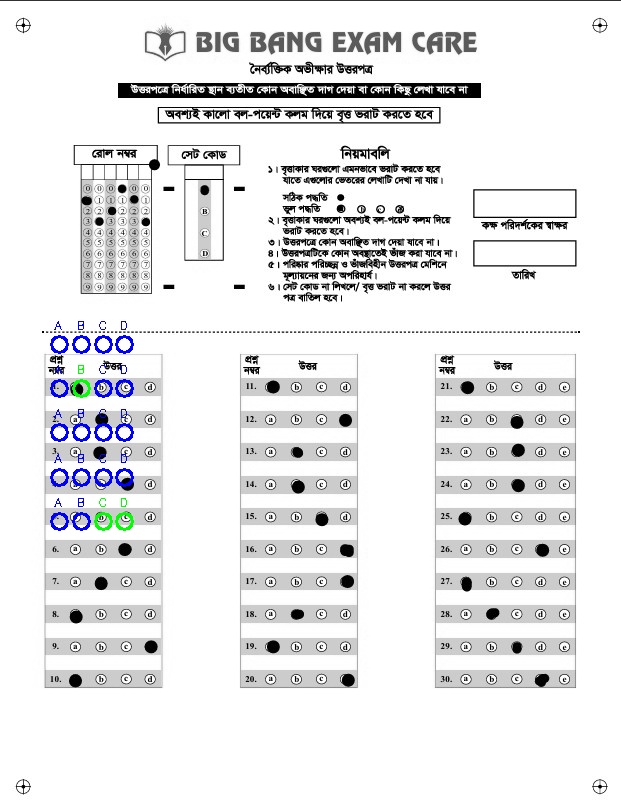 BIG BANG EXAM CARE
নৈর্ব্যক্তিক অভীক্ষার উত্তরপত্র
উত্তরপত্রে নির্ধারিত স্থান ব্যতীত কোন অবাঞ্ছিত দাগ দেয়া বা কোন কিছু লেখা যাবে না
অবশ্যই কালো বল-পয়েন্ট কলম দিয়ে বৃত্ত ভরাট করতে হবে
রোল নম্বর
সেট কোড
B
C
D
নিয়মাবলি
১। বৃত্তাকার ঘরগুলো এমনভাবে ভরাট করতে হবে
যাতে এগুলোর ভেতরের লেখাটি দেখা না যায়।
সঠিক পদ্ধতি
ভুল পদ্ধতি
২। বৃত্তাকার ঘরগুলো অবশ্যই বল-পয়েন্ট কলম দিয়ে
ভরাট করতে হবে।
৩। উত্তরপত্রে কোন অবাঞ্ছিত দাগ দেয়া যাবে না।
৪। উত্তরপত্রটিকে কোন অবস্থাতেই ভাঁজ করা যাবে না।
৫। পরিষ্কার পরিচ্ছন্ন ও ভাঁজবিহীন উত্তরপত্র মেশিনে
মূল্যায়নের জন্য অপরিহার্য।
৬। সেট কোড না লিখলে/ বৃত্ত ভরাট না করলে উত্তর
পত্র বাতিল হবে।
কক্ষ পরিদর্শকের স্বাক্ষর
তারিখ
A B C D
প্রশ্ন নম্বর উত্তর
A B C D
1. b c d
2. a c d
A B C D
3. a c d
A B C D
a b d
A B C D
a b c d
6. a b d
7. a c d
8. b c d
9. a b c
10. b c d
প্রশ্ন নম্বর উত্তর
11. b c d
12. a b c
13. a c d
14. a c d
15. a b d
16. a b c
17. a b c
18. a c d
19. b c d
20. a b c
প্রশ্ন নম্বর উত্তর
21. b c d e
22. a b d e
23. a b d e
24. a b d e
25. b c d e
26. a b c e
27. b c d e
28. a c d e
29. a b d e
30. a b c e